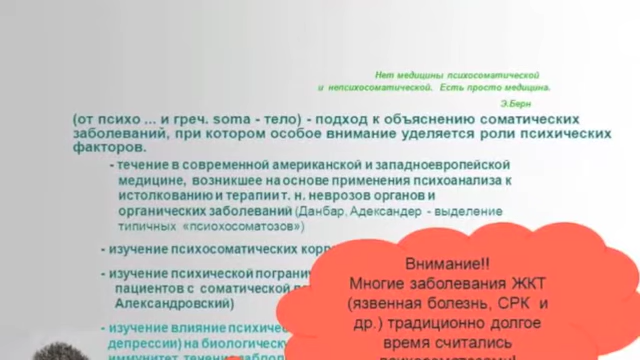 Нет медицины психосоматической
и непсихосоматической. Есть просто медицина.
Э.Берн
(от психо ... и греч. soma - тело) - подход к объяснению соматических
заболеваний, при котором особое внимание уделяется роли психических
факторов.
- течение в современной американской и западноевропейской
медицине, возникшее на основе применения психоанализа к
истолкованию и терапии т. н. неврозов органов и
органических заболеваний (Данбар, Адександер - выделение
типичных «псиохосоматозов»)
- изучение психосоматических
- изучение психической
пациентов с соматической
Александровский)
- изучение влияние
депрессии) на
иммунитет, течение
Внимание!!
Многие заболевания ЖКТ
(язвенная болезнь, СРК и
др.) традиционно долгое
время считались